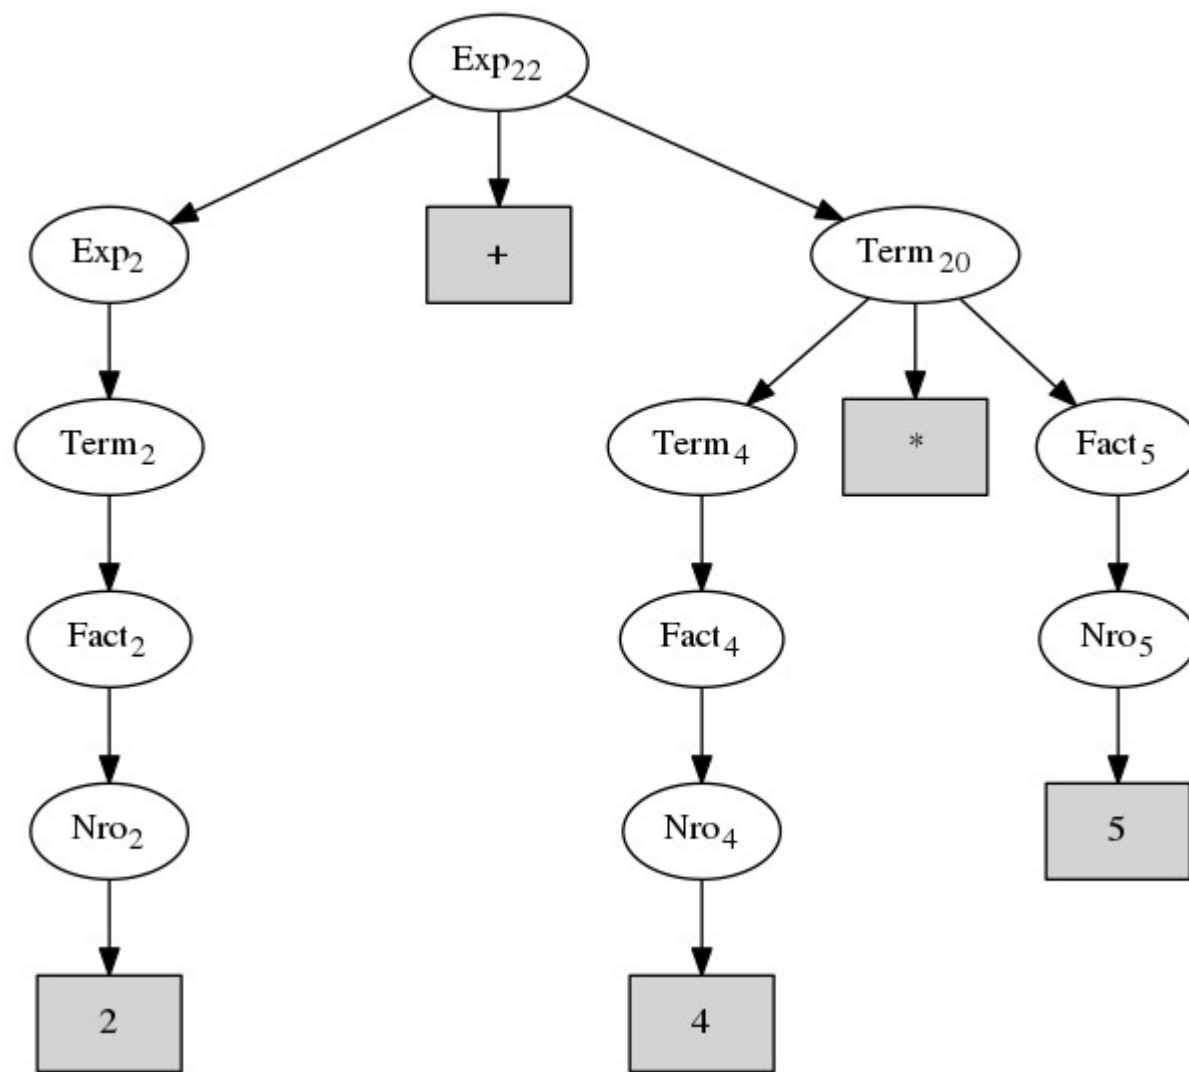 Exp22
Exp2 + Term20
Term2 Term4 * Fact5
Fact2 Fact4 Nro5
Nro2 Nro4 5
2 4